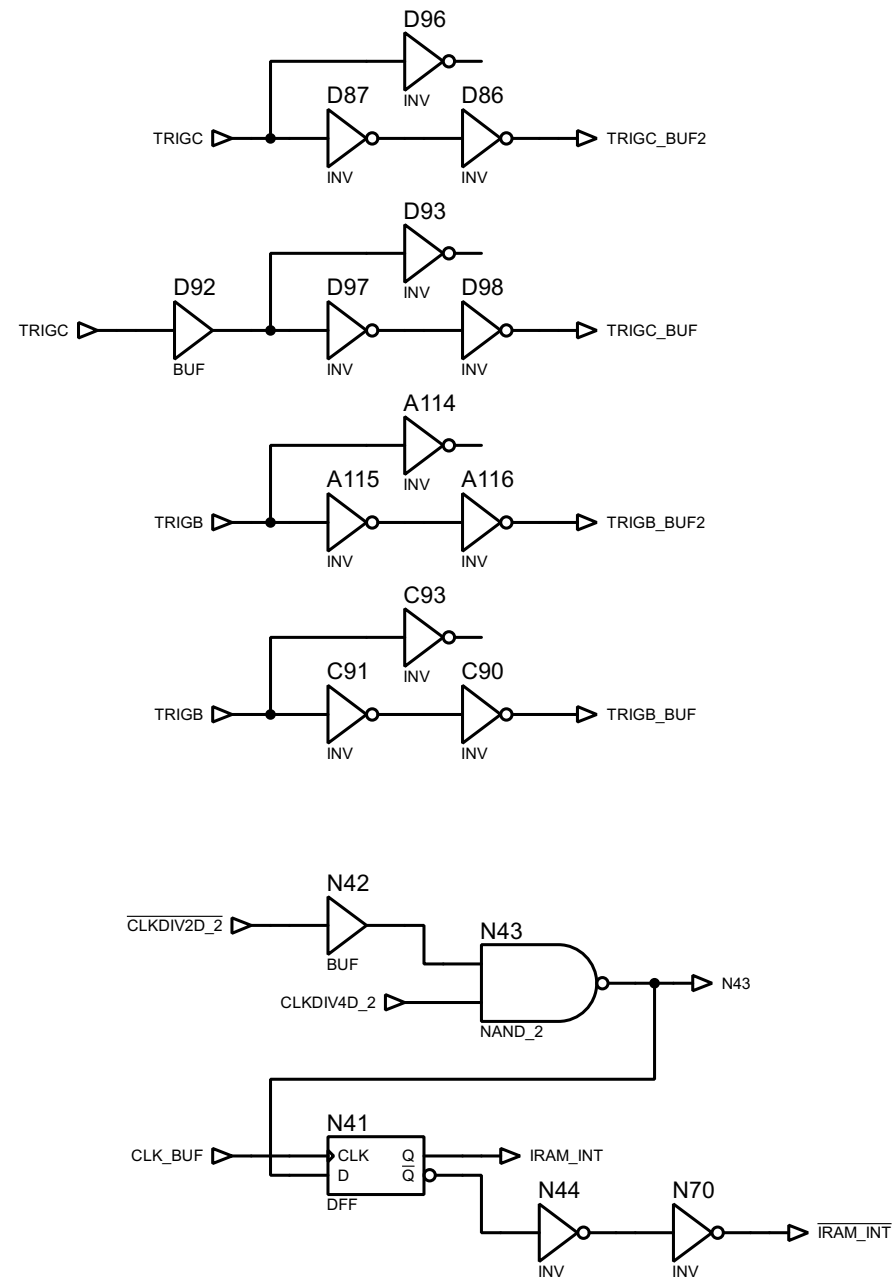 D96
INV
D87
D86
TRIGC
TRIGC_BUF2
INV
INV
D93
INV
D92
D97
D98
TRIGC
TRIGC_BUF
BUF
INV
INV
A114
INV
A115
A116
TRIGB
TRIGB_BUF2
INV
INV
C93
INV
C91
C90
TRIGB
TRIGB_BUF
INV
INV
N42
CLKDIV2D_2
BUF
N43
CLKDIV4D_2
N43
NAND_2
N41
CLK_BUF
CLK Q
IRAM_INT
D Q
DFF
N44
N70
IRAM_INT
INV
INV